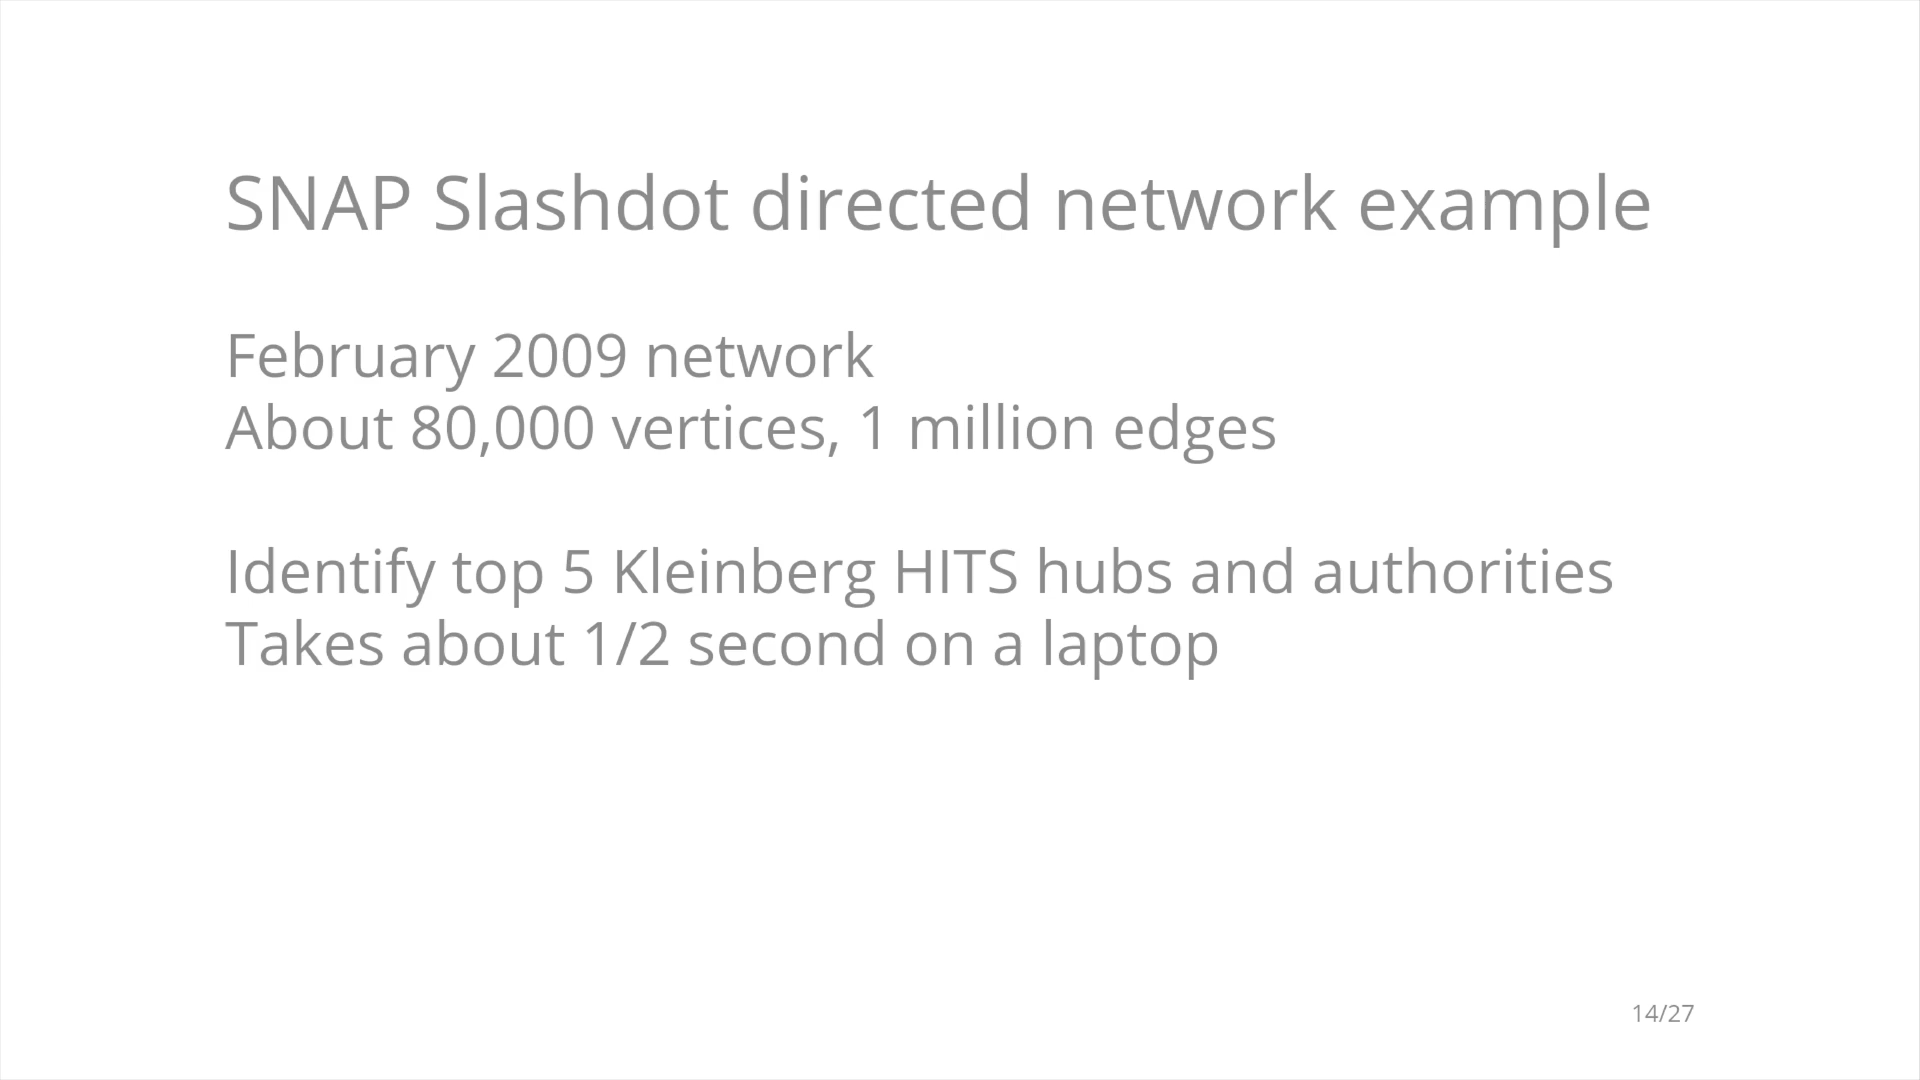 SNAP Slashdot directed network example
February 2009 network
About 80,000 vertices, 1 million edges
Identify top 5 Kleinberg HITS hubs and authorities
Takes about 1/2 second on a laptop
14/27